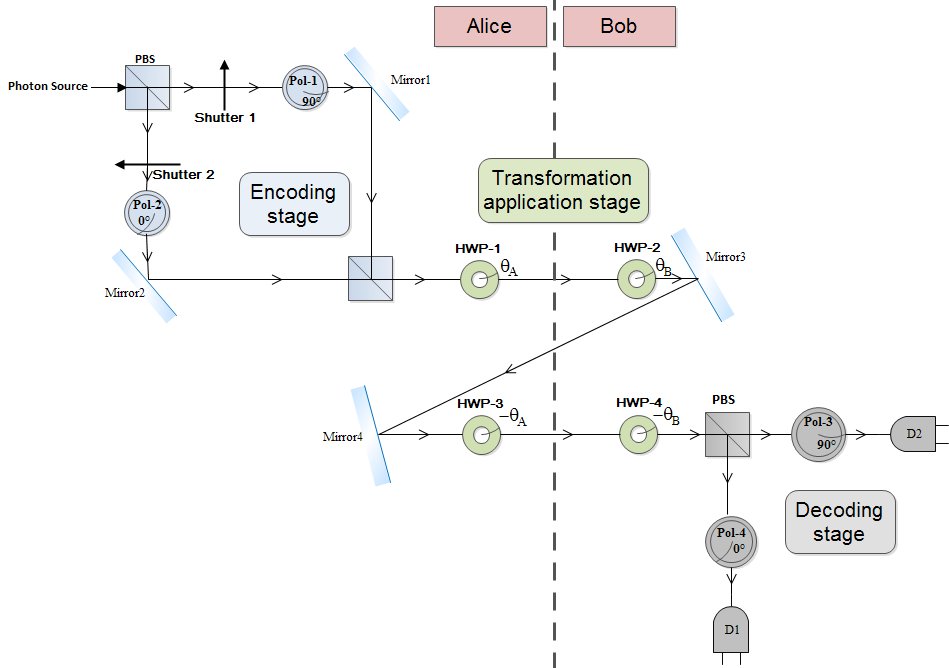 Alice
Bob
PBS
Photon Source
Pol-1
90°
Mirror1
Shutter 1
Shutter 2
Pol-2
0°
Encoding
stage
Transformation
application stage
Mirror2
HWP-1
θA
HWP-2
θB
Mirror3
Mirror4
HWP-3
−θA
HWP-4
−θB
PBS
Pol-3
90°
D2
Decoding
stage
Pol-4
0°
D1